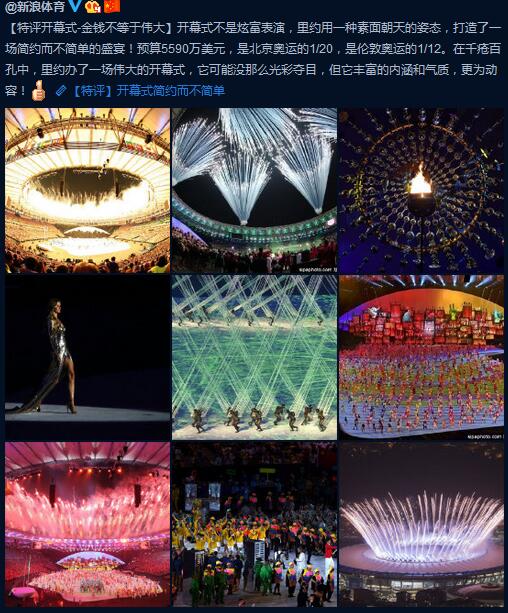 @新浪体育
【特评开幕式-金钱不等于伟大】开幕式不是炫富表演，里约用一种素面朝天的姿态，打造了一
场简约而不简单的盛宴！预算5590万美元，是北京奥运的1/20，是伦敦奥运的1/12。在千疮百
孔中，里约办了一场伟大的开幕式，它可能没那么光彩夺目，但它丰富的内涵和气质，更为动
容！ 【特评】开幕式简约而不简单
sipaphoto.com
sipaphoto.com